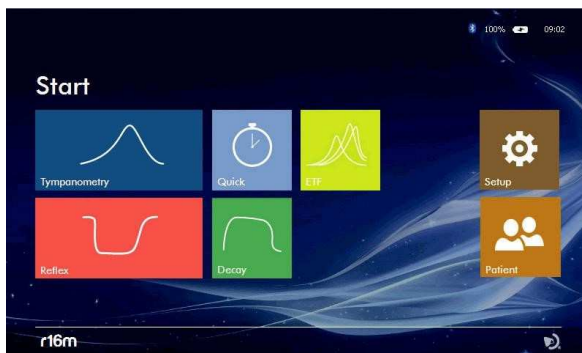 100% 09:02
Start
Tympanometry Quick ETF Setup
Reflex Decay Patient
r16m